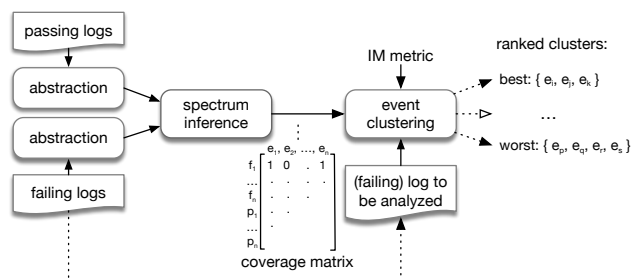 passing logs
ranked clusters:
IM metric
abstraction
best: { eᵢ, eⱼ, eₖ }
spectrum
inference
event
clustering
...
abstraction
worst: { eₚ, e_q, eᵣ, eₛ }
e₁, e₂, ..., eₙ
f₁ 1 0 . 1
... . . . .
fₙ . . . .
p₁ . .
... .
pₙ
failing logs
(failing) log to
be analyzed
coverage matrix